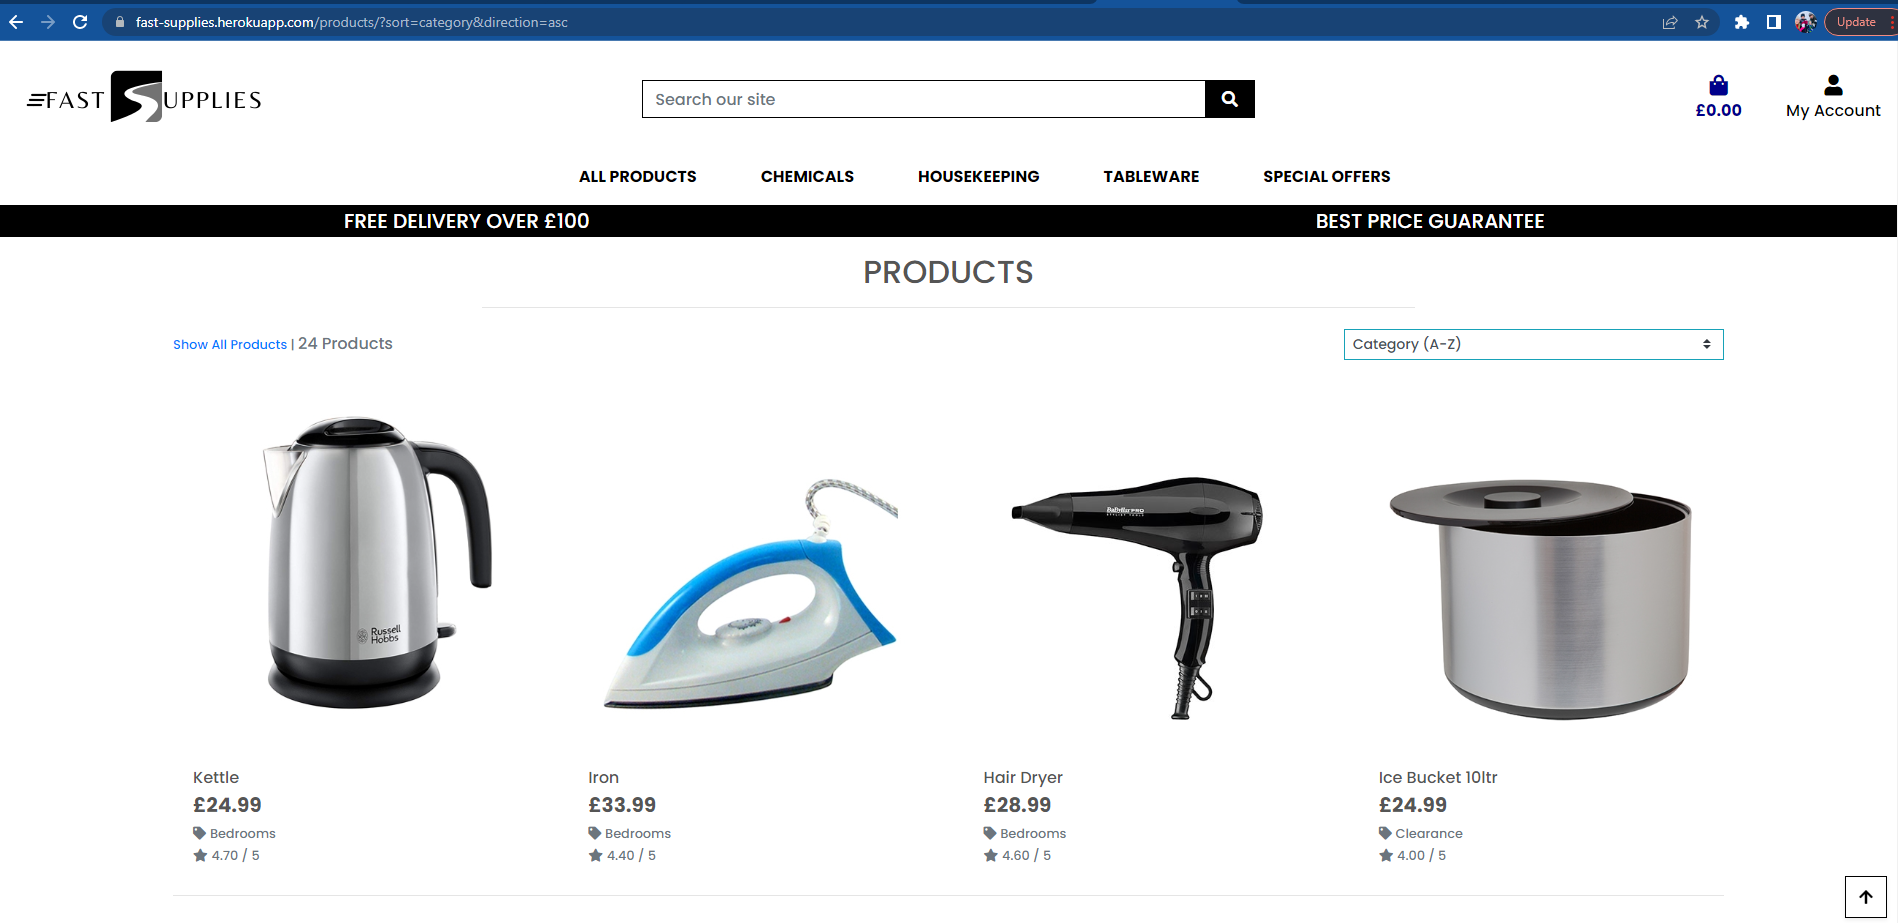 fast-supplies.herokuapp.com/products/?sort=category&direction=asc
Update
FAST SUPPLIES
Search our site
£0.00
My Account
ALL PRODUCTS
CHEMICALS
HOUSEKEEPING
TABLEWARE
SPECIAL OFFERS
FREE DELIVERY OVER £100
BEST PRICE GUARANTEE
PRODUCTS
Show All Products | 24 Products
Category (A-Z)
Russell
Hobbs
BaBylissPRO
Kettle
£24.99
Bedrooms
4.70 / 5
Iron
£33.99
Bedrooms
4.40 / 5
Hair Dryer
£28.99
Bedrooms
4.60 / 5
Ice Bucket 10ltr
£24.99
Clearance
4.00 / 5